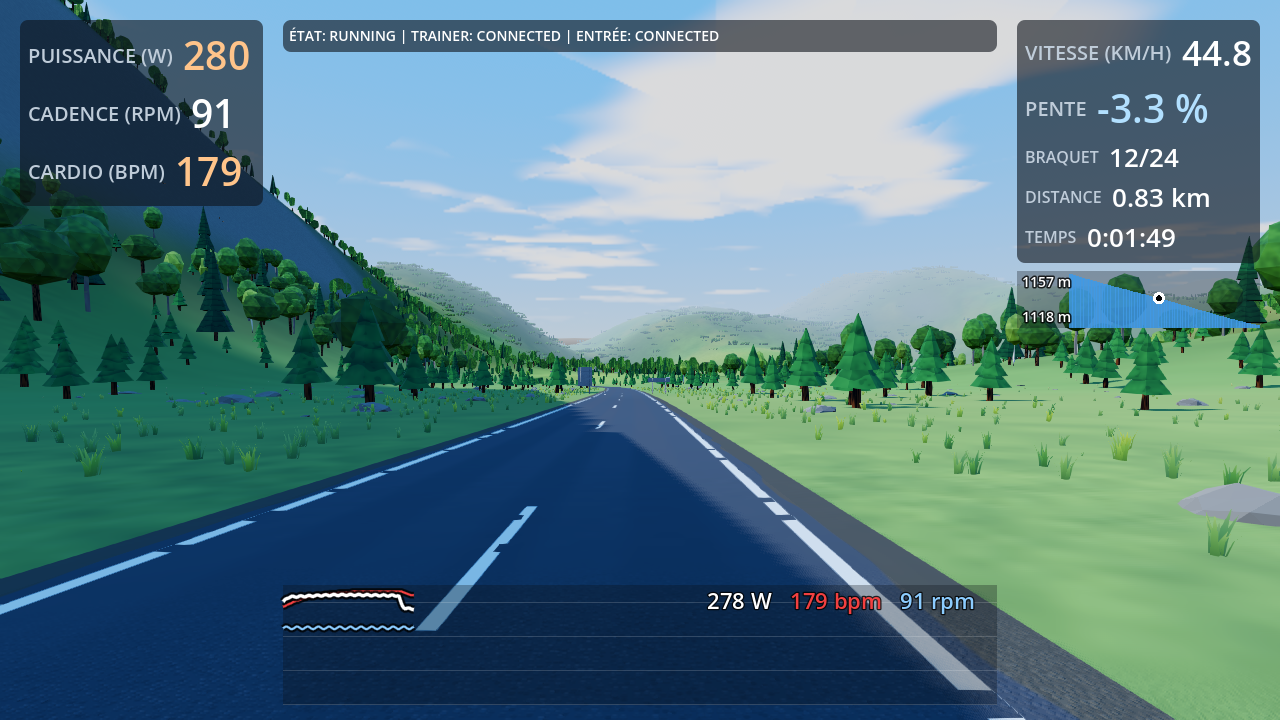 PUISSANCE (W) 280
CADENCE (RPM) 91
CARDIO (BPM) 179
ÉTAT: RUNNING | TRAINER: CONNECTED | ENTRÉE: CONNECTED
VITESSE (KM/H) 44.8
PENTE -3.3 %
BRAQUET 12/24
DISTANCE 0.83 km
TEMPS 0:01:49
1157 m
1118 m
278 W 179 bpm 91 rpm